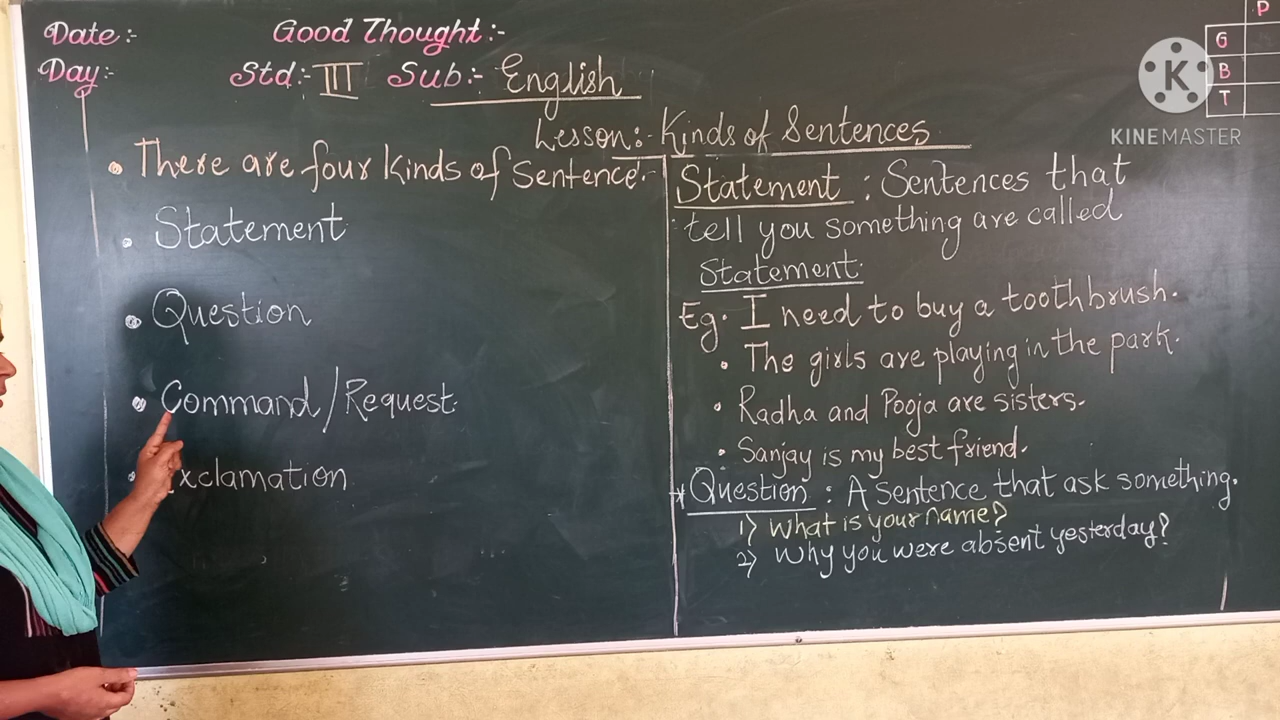 Date:-
Good Thought:-
Day:-
Std:- III Sub:- English
Lesson:- Kinds of Sentences
• There are four kinds of Sentence:-
• Statement
• Question
• Command/Request.
• xclamation
Statement : Sentences that
tell you something are called
Statement.
Eg. I need to buy a toothbrush.
• The girls are playing in the park.
• Radha and Pooja are sisters.
• Sanjay is my best friend.
* Question : A Sentence that ask something.
1) What is your name?
2) Why you were absent yesterday?
P
G
B
T
K
KINEMASTER